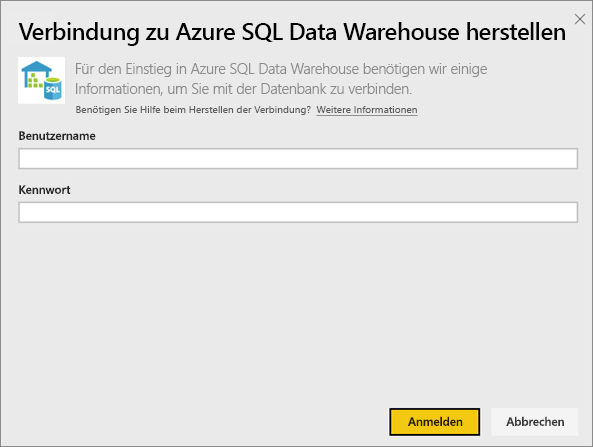 Verbindung zu Azure SQL Data Warehouse herstellen
SQL
Für den Einstieg in Azure SQL Data Warehouse benötigen wir einige
Informationen, um Sie mit der Datenbank zu verbinden.
Benötigen Sie Hilfe beim Herstellen der Verbindung? Weitere Informationen
Benutzername
Kennwort
Anmelden Abbrechen